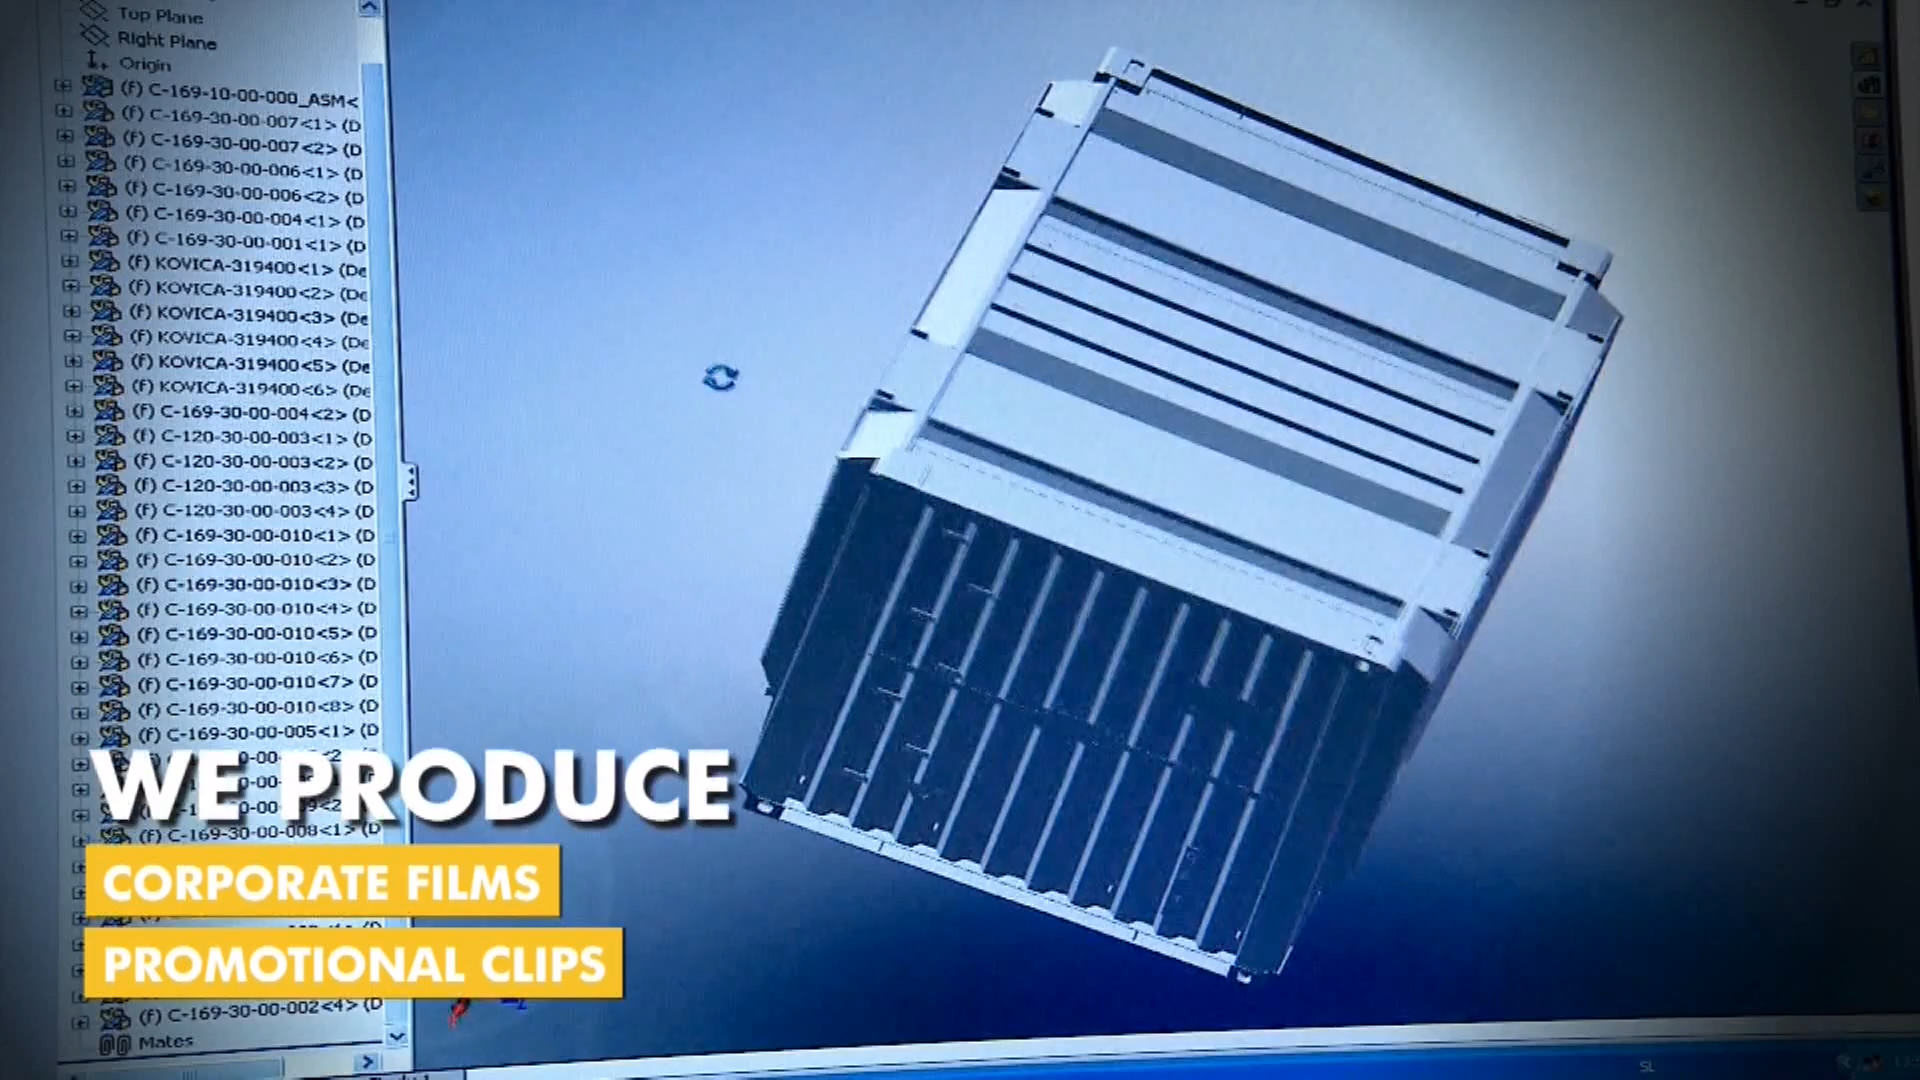 Top Plane
Right Plane
Origin
(f) C-169-10-00-000_ASM<
(f) C-169-30-00-007<1> (D
(f) C-169-30-00-007<2> (D
(f) C-169-30-00-006<1> (D
(f) C-169-30-00-006<2> (D
(f) C-169-30-00-004<1> (D
(f) C-169-30-00-001<1> (D
(f) KOVICA-319400<1> (De
(f) KOVICA-319400<2> (De
(f) KOVICA-319400<3> (De
(f) KOVICA-319400<4> (De
(f) KOVICA-319400<5> (De
(f) KOVICA-319400<6> (De
(f) C-169-30-00-004<2> (D
(f) C-120-30-00-003<1> (D
(f) C-120-30-00-003<2> (D
(f) C-120-30-00-003<3> (D
(f) C-120-30-00-003<4> (D
(f) C-169-30-00-010<1> (D
(f) C-169-30-00-010<2> (D
(f) C-169-30-00-010<3> (D
(f) C-169-30-00-010<4> (D
(f) C-169-30-00-010<5> (D
(f) C-169-30-00-010<6> (D
(f) C-169-30-00-010<7> (D
(f) C-169-30-00-010<8> (D
(f) C-169-30-00-005<1> (D
WE PRODUCE
(f) C-169-30-00-008<1> (D
CORPORATE FILMS
PROMOTIONAL CLIPS
(f) C-169-30-00-002<4> (D
Mates
SL